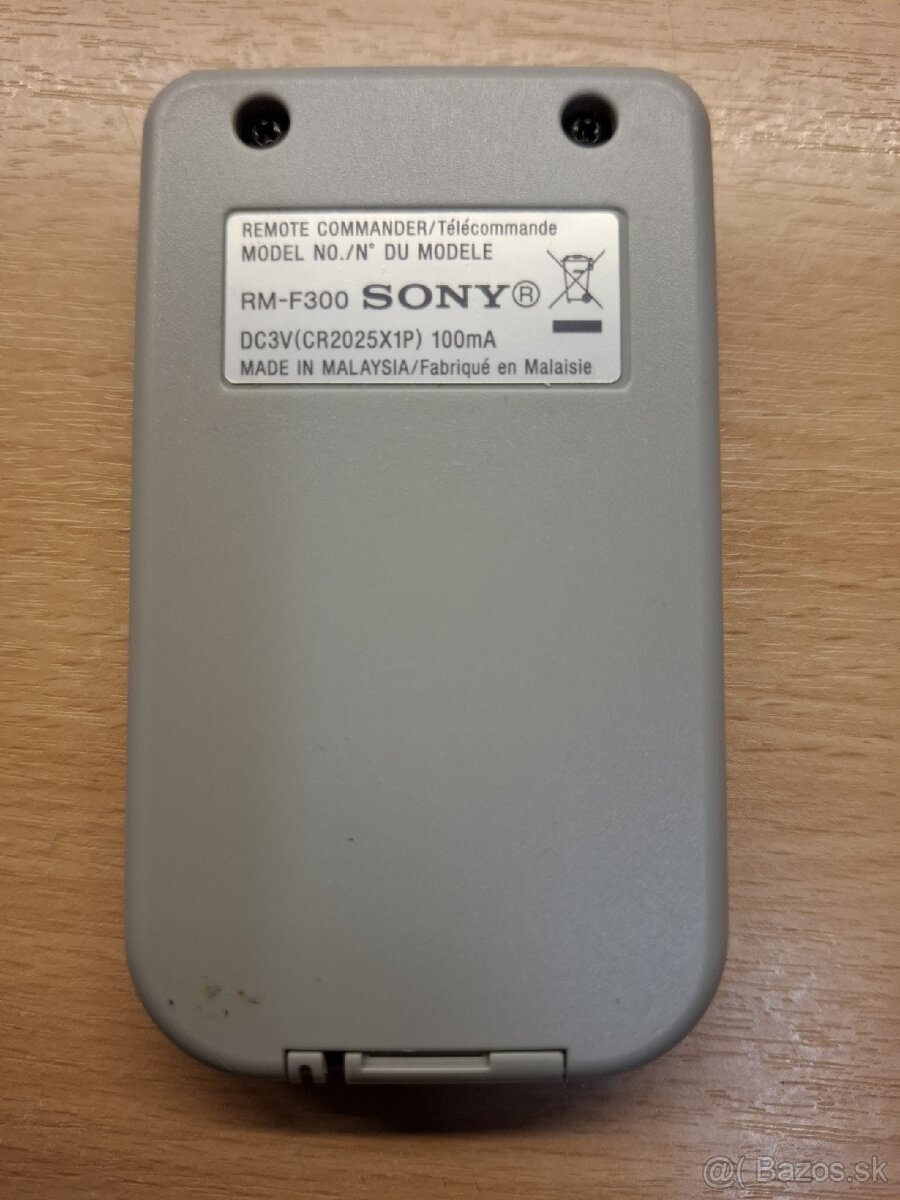 REMOTE COMMANDER/Télécommande
MODEL NO./N° DU MODELE
RM-F300 SONY®
DC3V(CR2025X1P) 100mA
MADE IN MALAYSIA/Fabriqué en Malaisie
@( Bazos.sk